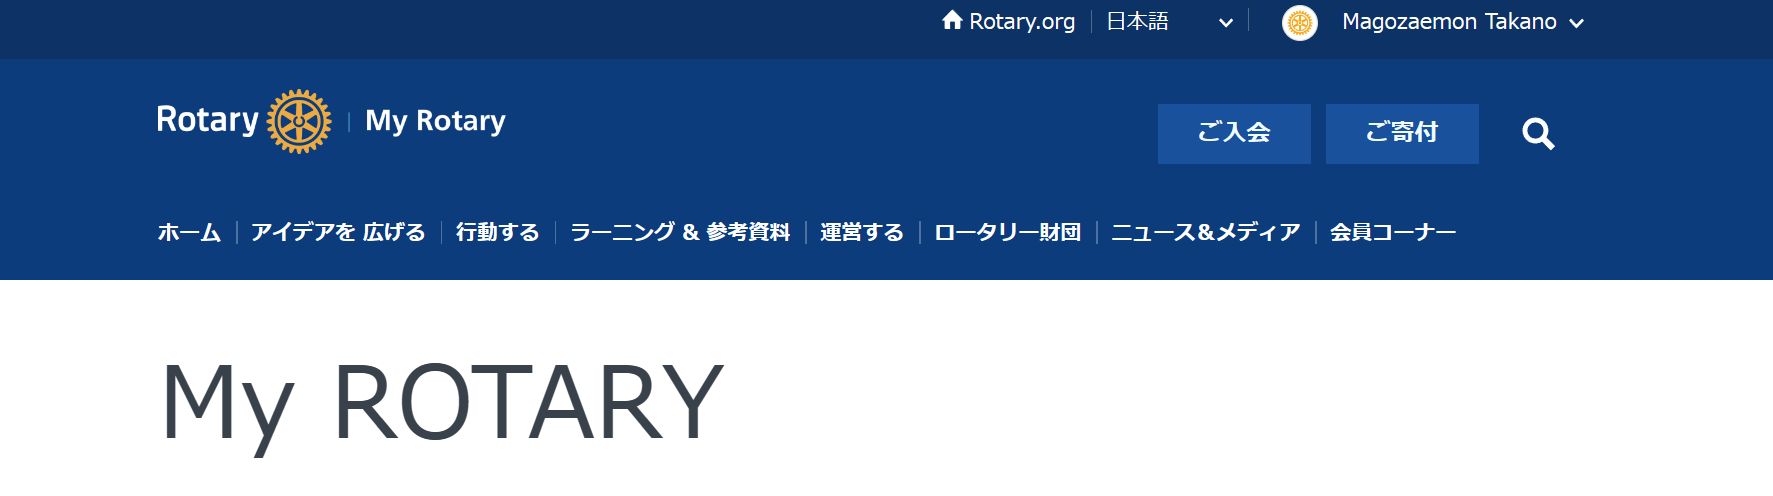 Rotary.org 日本語 Magozaemon Takano
Rotary My Rotary
ご入会 ご寄付
ホーム アイデアを 広げる 行動する ラーニング & 参考資料 運営する ロータリー財団 ニュース&メディア 会員コーナー
My ROTARY